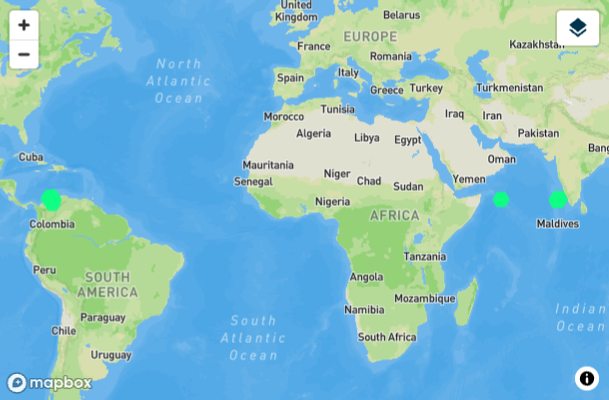 +
−
United
Kingdom
Belarus
EUROPE
France
Kazakhstan
Romania
North
Atlantic
Ocean
Italy
Spain
Greece
Turkey
Turkmenistan
Tunisia
Morocco
Iraq
Iran
Algeria
Libya
Egypt
Pakistan
Bang
Cuba
Oman
Mauritania
Niger
Yemen
Senegal
Chad
Sudan
Nigeria
AFRICA
Colombia
Maldives
Tanzania
Peru
SOUTH
AMERICA
Angola
Mozambique
Namibia
Indian
Ocean
Paraguay
South
Atlantic
Ocean
Chile
South Africa
Uruguay
mapbox
i